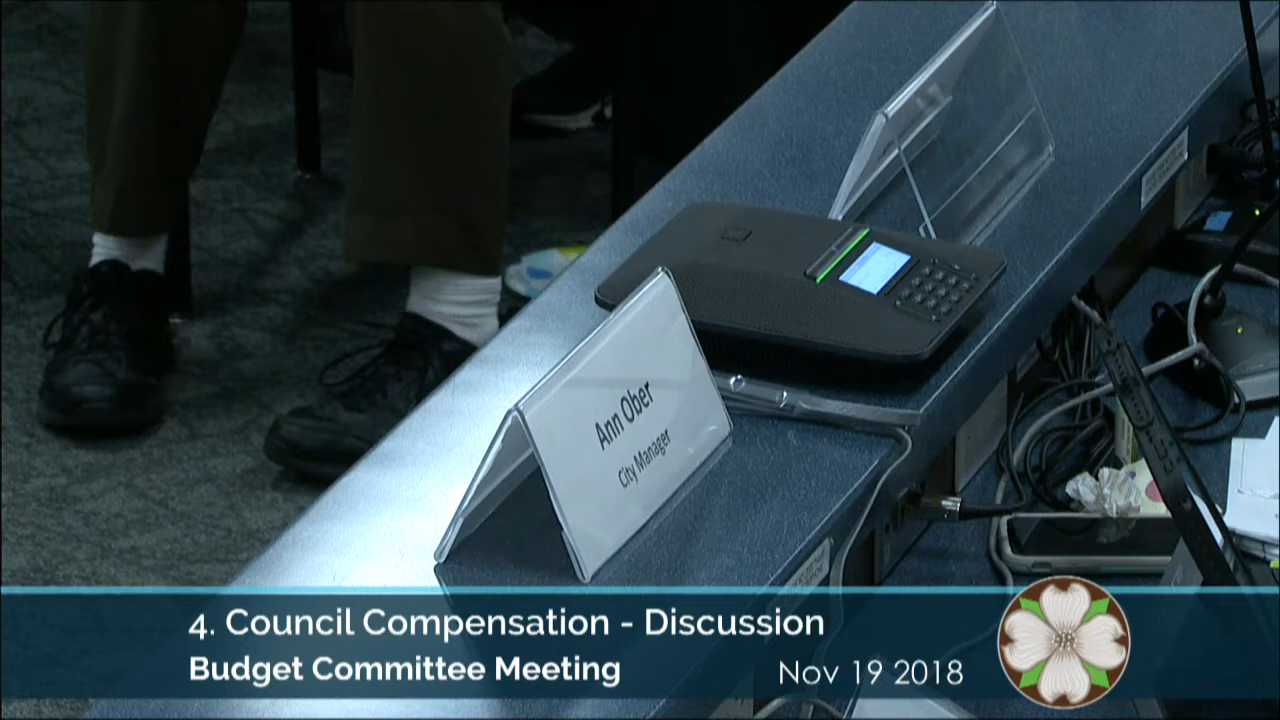 Ann Ober
City Manager
4. Council Compensation - Discussion
Budget Committee Meeting
Nov 19 2018